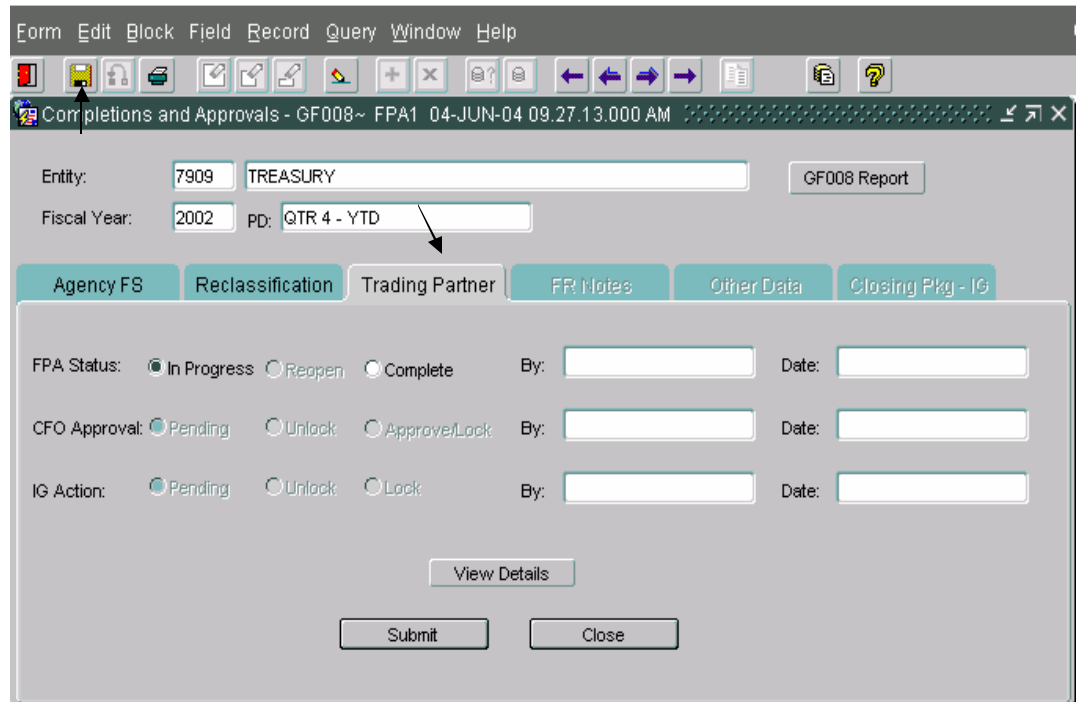 Form Edit Block Field Record Query Window Help
Completions and Approvals - GF008~ FPA1 04-JUN-04 09.27.13.000 AM
Entity: 7909 TREASURY GF008 Report
Fiscal Year: 2002 PD: QTR 4 - YTD
Agency FS Reclassification Trading Partner FR Notes Other Data Closing Pkg - IG
FPA Status: In Progress Reopen Complete By: Date:
CFO Approval: Pending Unlock Approve/Lock By: Date:
IG Action: Pending Unlock Lock By: Date:
View Details
Submit Close